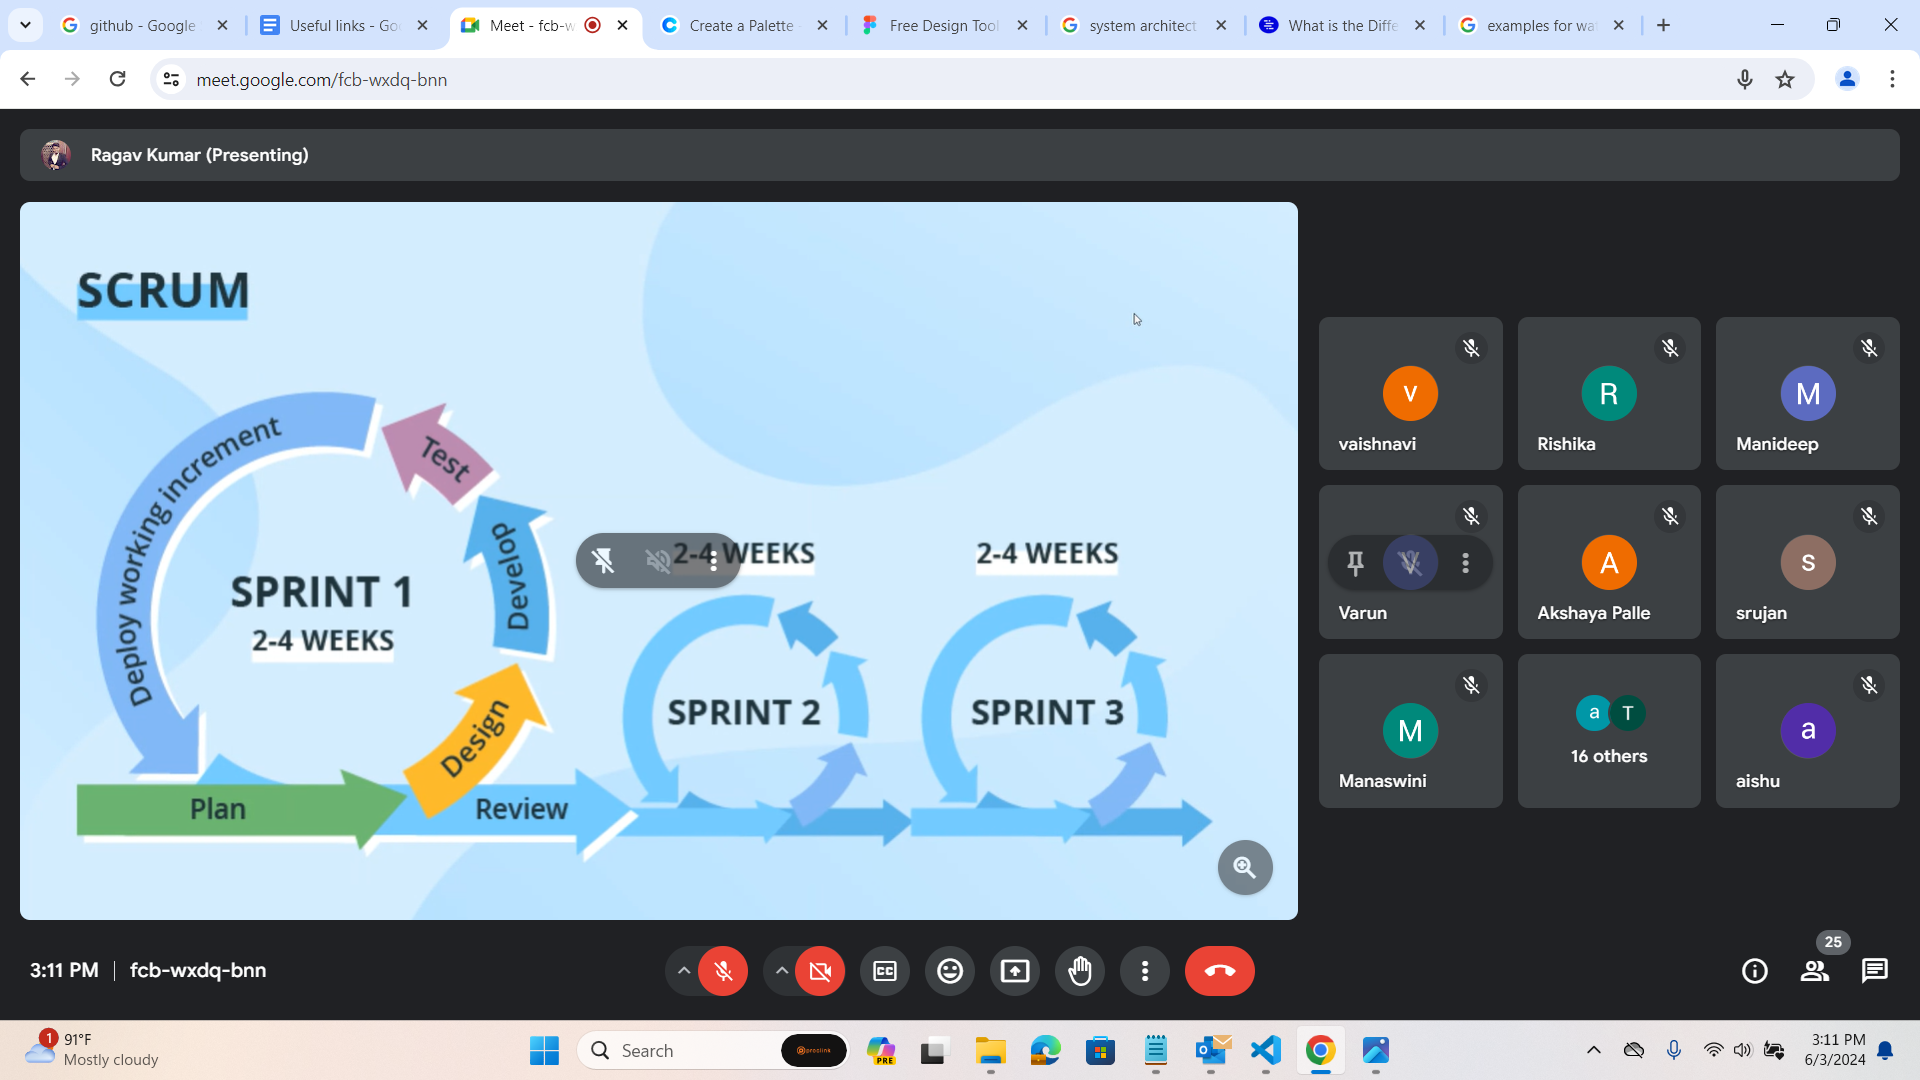 github - Google
Useful links - Goo
Meet - fcb-w
Create a Palette -
Free Design Tool
system architect
What is the Diffe
examples for wat
meet.google.com/fcb-wxdq-bnn
Ragav Kumar (Presenting)
SCRUM
Deploy working increment
Test
Develop
Design
SPRINT 1
2-4 WEEKS
Plan
Review
2-4 WEEKS
SPRINT 2
2-4 WEEKS
SPRINT 3
v
vaishnavi
R
Rishika
M
Manideep
V
Varun
A
Akshaya Palle
s
srujan
M
Manaswini
a T
16 others
a
aishu
3:11 PM | fcb-wxdq-bnn
25
1
91°F
Mostly cloudy
Search
PRE
3:11 PM
6/3/2024